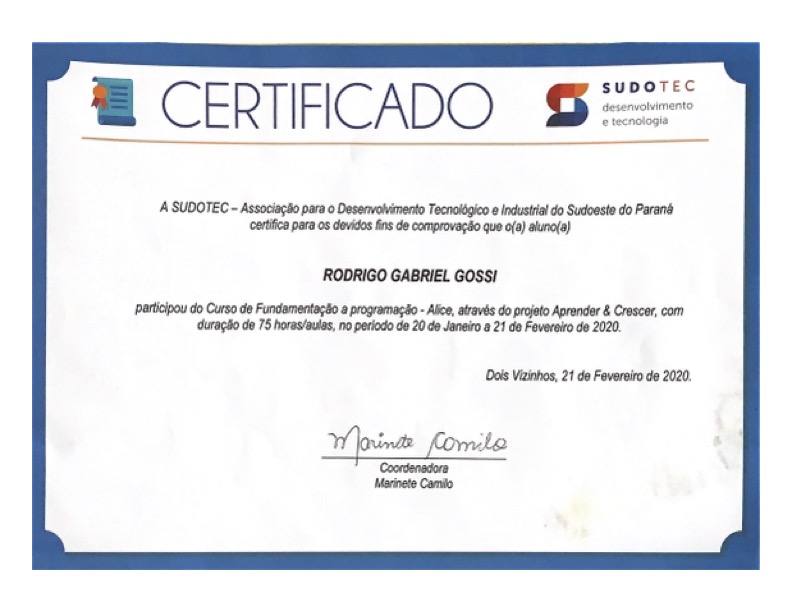 CERTIFICADO
SUDOTEC
desenvolvimento
e tecnologia
A SUDOTEC – Associação para o Desenvolvimento Tecnológico e Industrial do Sudoeste do Paraná
certifica para os devidos fins de comprovação que o(a) aluno(a)
RODRIGO GABRIEL GOSSI
participou do Curso de Fundamentação a programação - Alice, através do projeto Aprender & Crescer, com
duração de 75 horas/aulas, no periodo de 20 de Janeiro a 21 de Fevereiro de 2020.
Dois Vizinhos, 21 de Fevereiro de 2020.
Marinete Camilo
Coordenadora
Marinete Camilo